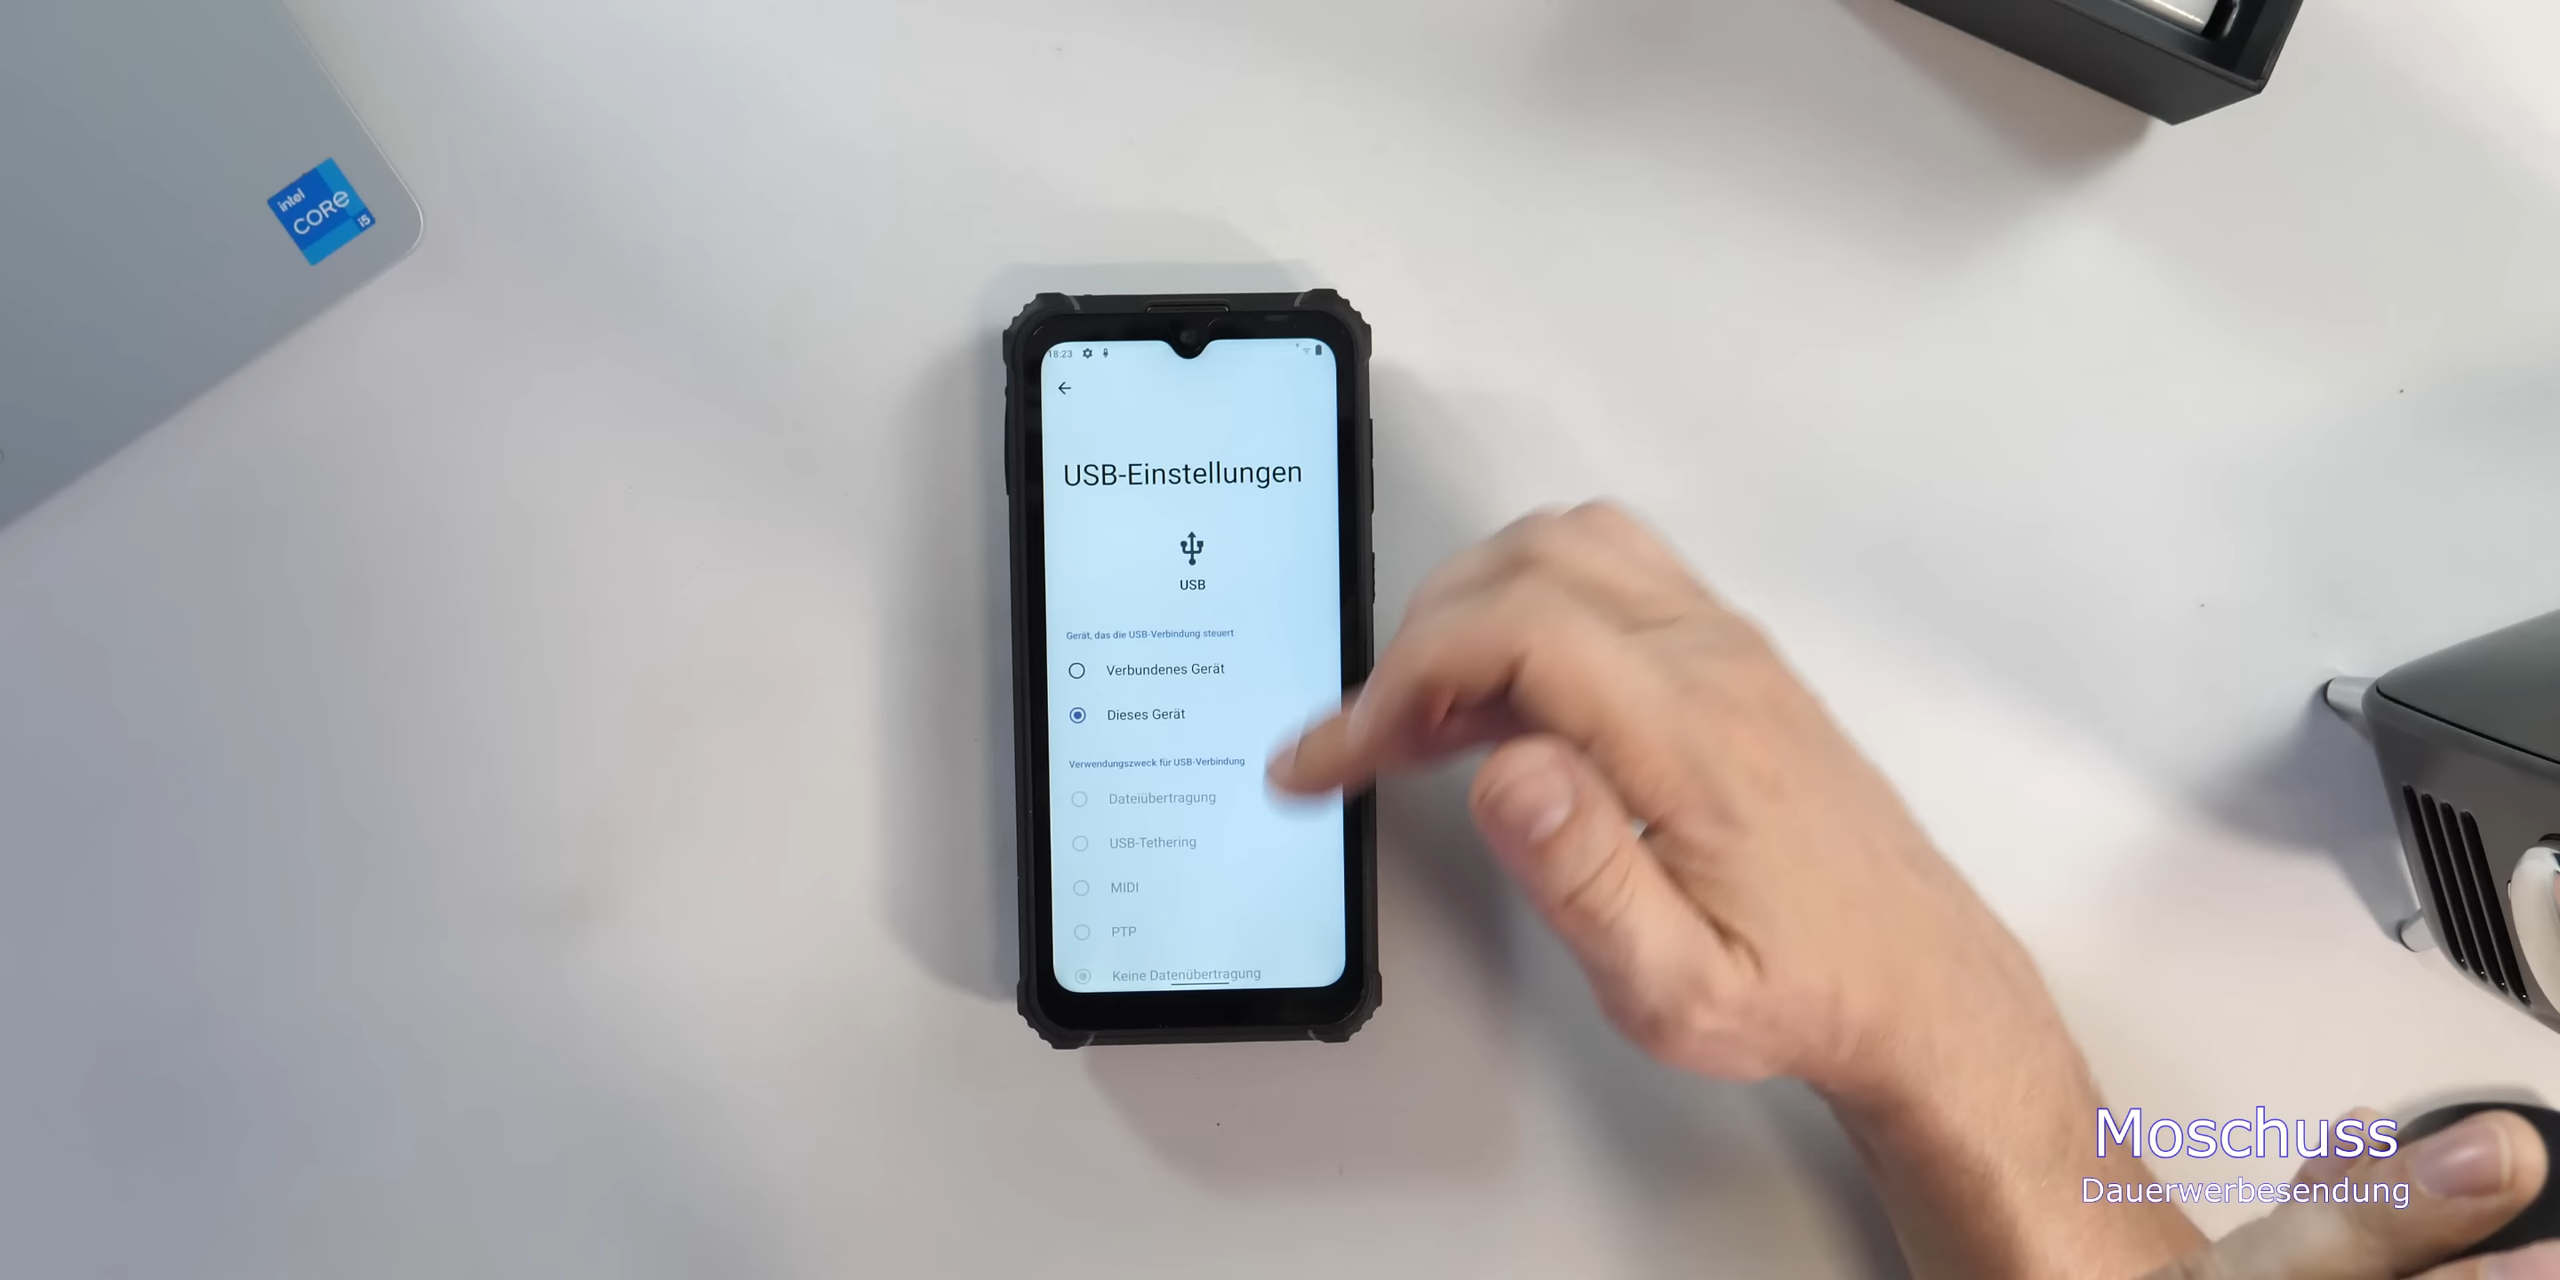 intel
CORE
i5
18:23
USB-Einstellungen
USB
Gerät, das die USB-Verbindung steuert
Verbundenes Gerät
Dieses Gerät
Verwendungszweck für USB-Verbindung
Dateiübertragung
USB-Tethering
MIDI
PTP
Keine Datenübertragung
Moschuss
Dauerwerbesendung